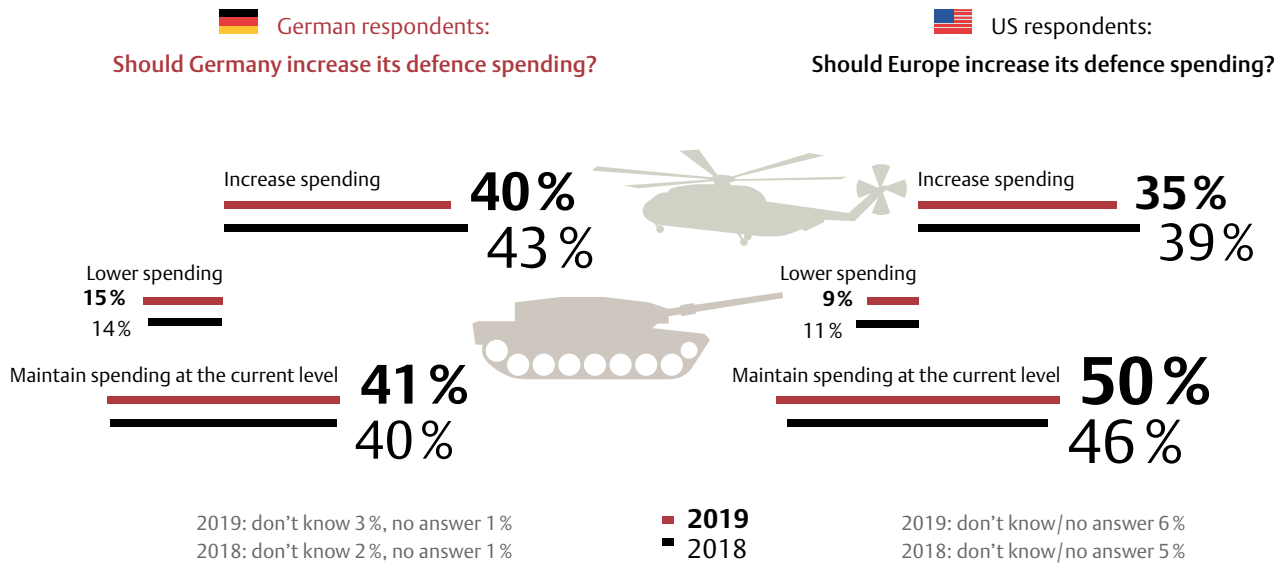 German respondents:
Should Germany increase its defence spending?
Increase spending
40 %
43 %
Lower spending
15 %
14 %
Maintain spending at the current level
41 %
40 %
2019: don’t know 3 %, no answer 1 %
2018: don’t know 2 %, no answer 1 %
2019
2018
US respondents:
Should Europe increase its defence spending?
Increase spending
35 %
39 %
Lower spending
9 %
11 %
Maintain spending at the current level
50 %
46 %
2019: don’t know/no answer 6 %
2018: don’t know/no answer 5 %